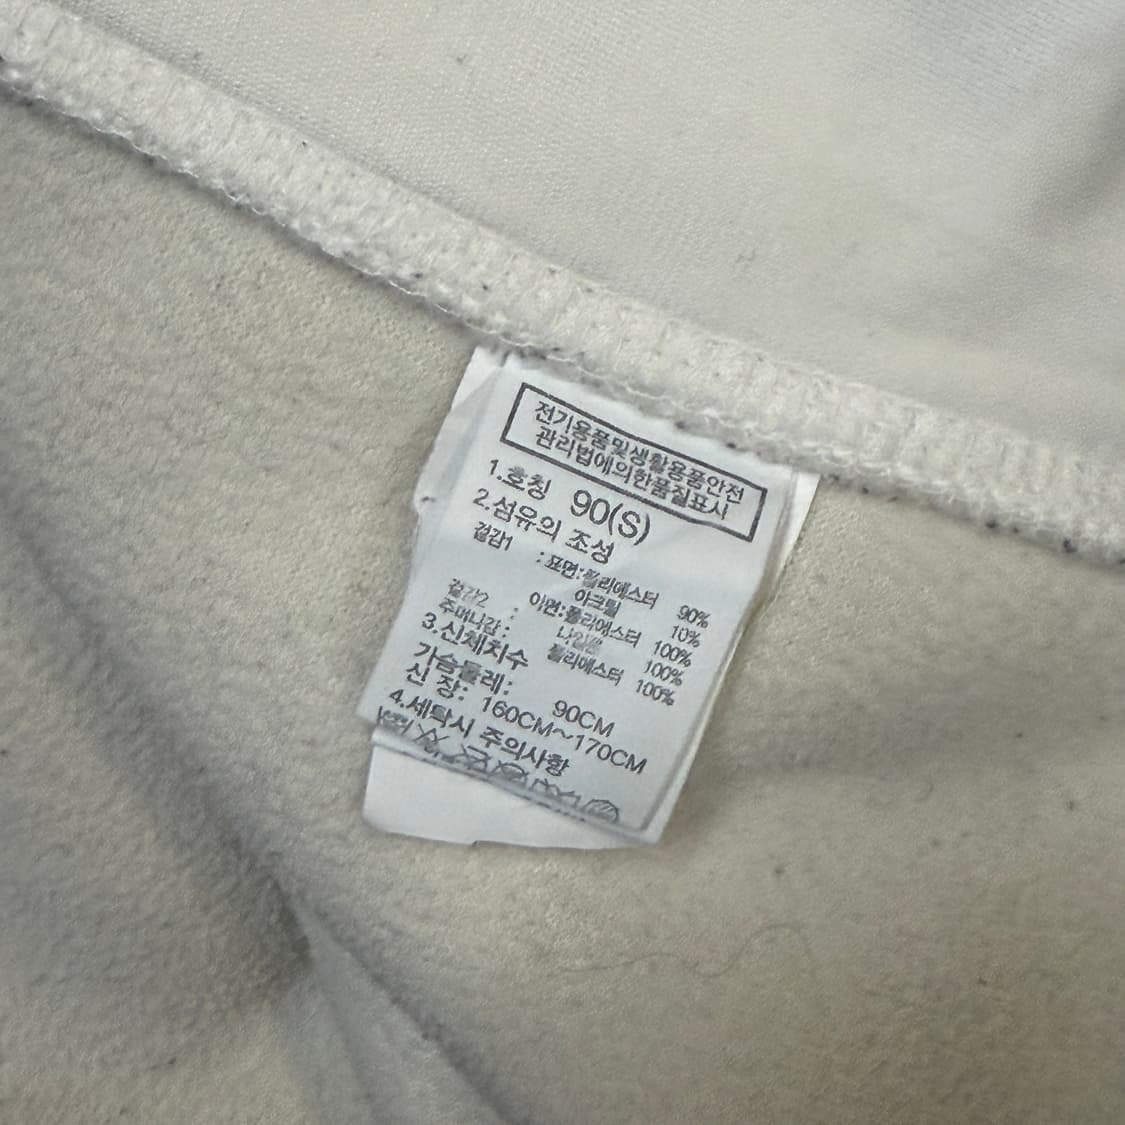 전기용품및생활용품안전
관리법에의한품질표시
1.호칭 90(S)
2.섬유의 조성
겉감1 : 표면:폴리에스터 90%
아크릴 10%
이면:폴리에스터 100%
겉감2 : 나일론 100%
주머니감: 폴리에스터 100%
3.신체치수
가슴둘레: 90CM
신 장: 160CM~170CM
4.세탁시 주의사항